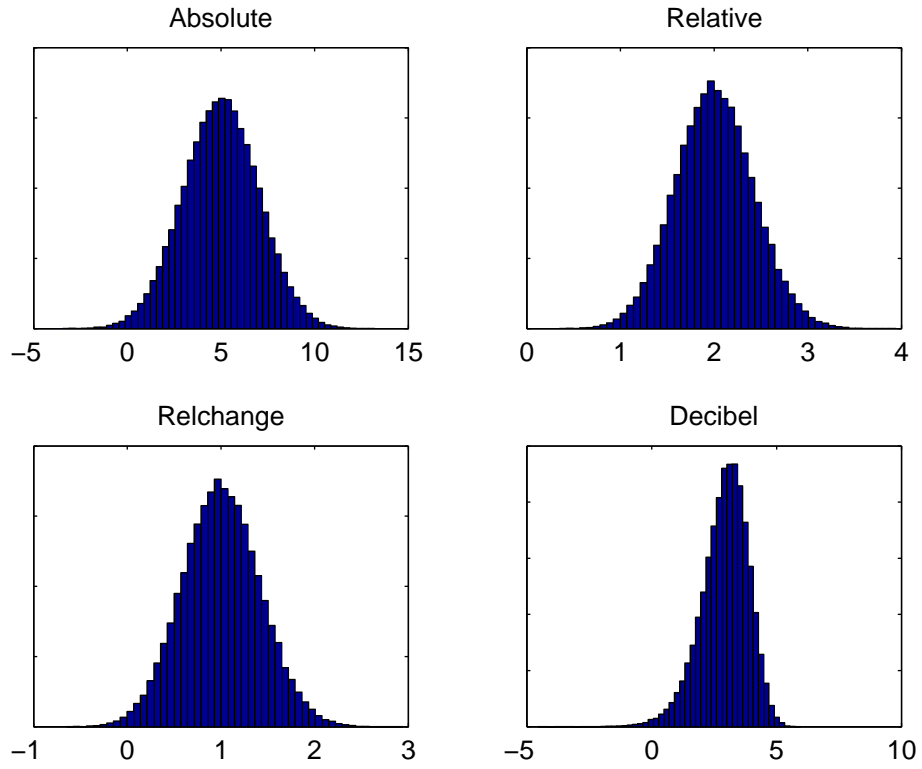 Absolute
−5 0 5 10 15
Relative
0 1 2 3 4
Relchange
−1 0 1 2 3
Decibel
−5 0 5 10